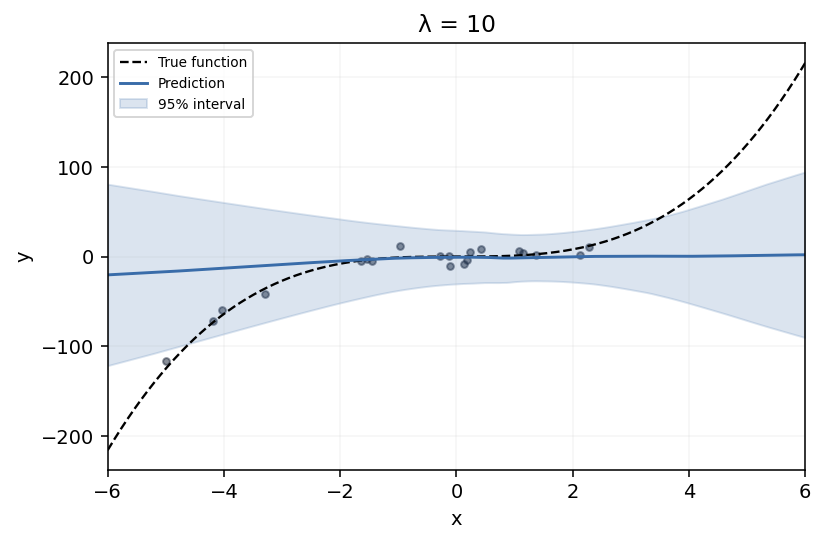 λ = 10
True function
Prediction
95% interval
y
200
100
0
−100
−200
−6 −4 −2 0 2 4 6
x